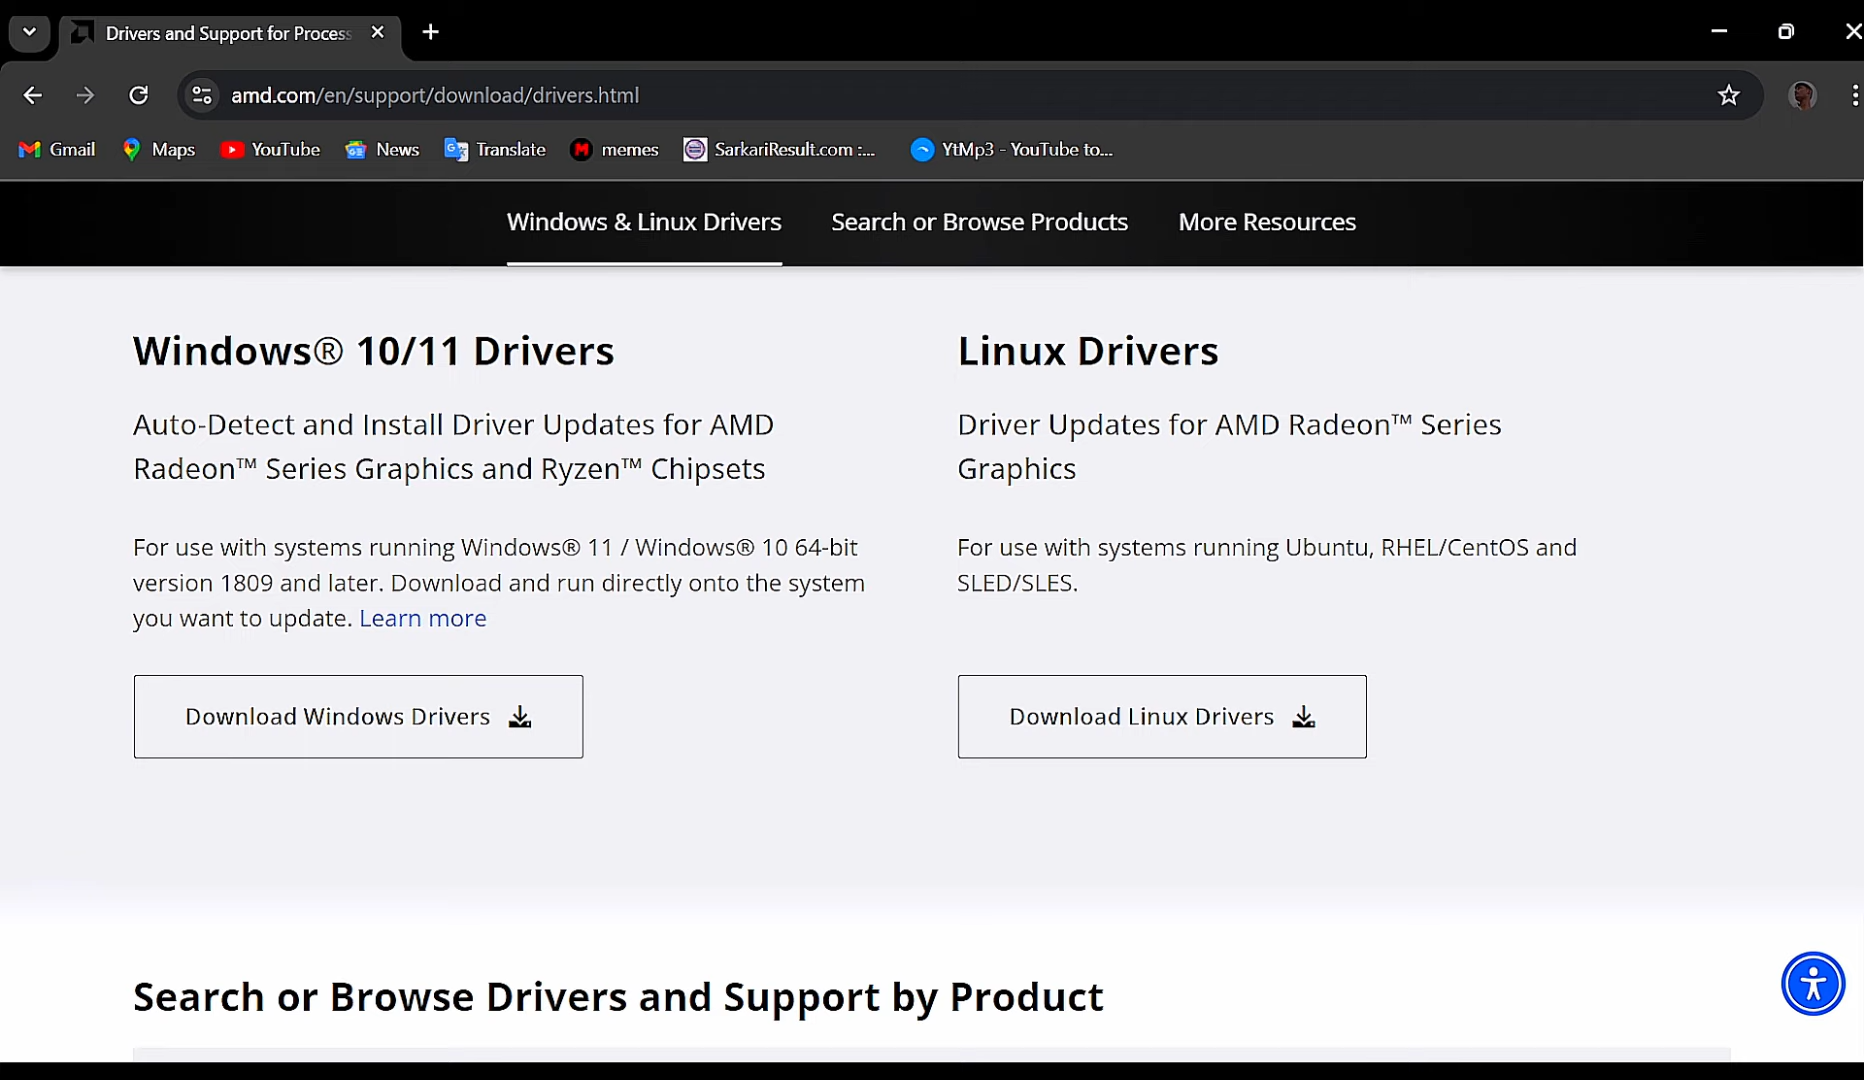 Drivers and Support for Process
amd.com/en/support/download/drivers.html
Gmail Maps YouTube News Translate memes SarkariResult.com :... YtMp3 - YouTube to...
Windows & Linux Drivers Search or Browse Products More Resources
Windows® 10/11 Drivers
Auto-Detect and Install Driver Updates for AMD
Radeon™ Series Graphics and Ryzen™ Chipsets
For use with systems running Windows® 11 / Windows® 10 64-bit
version 1809 and later. Download and run directly onto the system
you want to update. Learn more
Download Windows Drivers
Linux Drivers
Driver Updates for AMD Radeon™ Series
Graphics
For use with systems running Ubuntu, RHEL/CentOS and
SLED/SLES.
Download Linux Drivers
Search or Browse Drivers and Support by Product